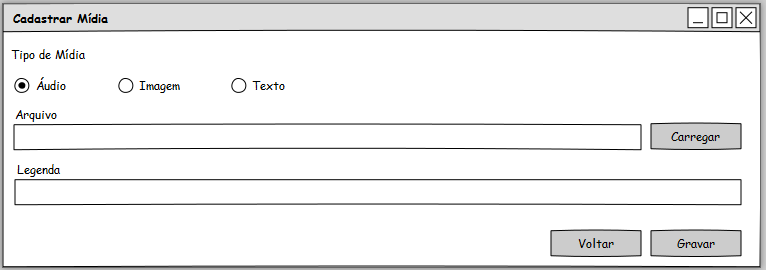 Cadastrar Mídia
Tipo de Mídia
Áudio Imagem Texto
Arquivo
Carregar
Legenda
Voltar Gravar